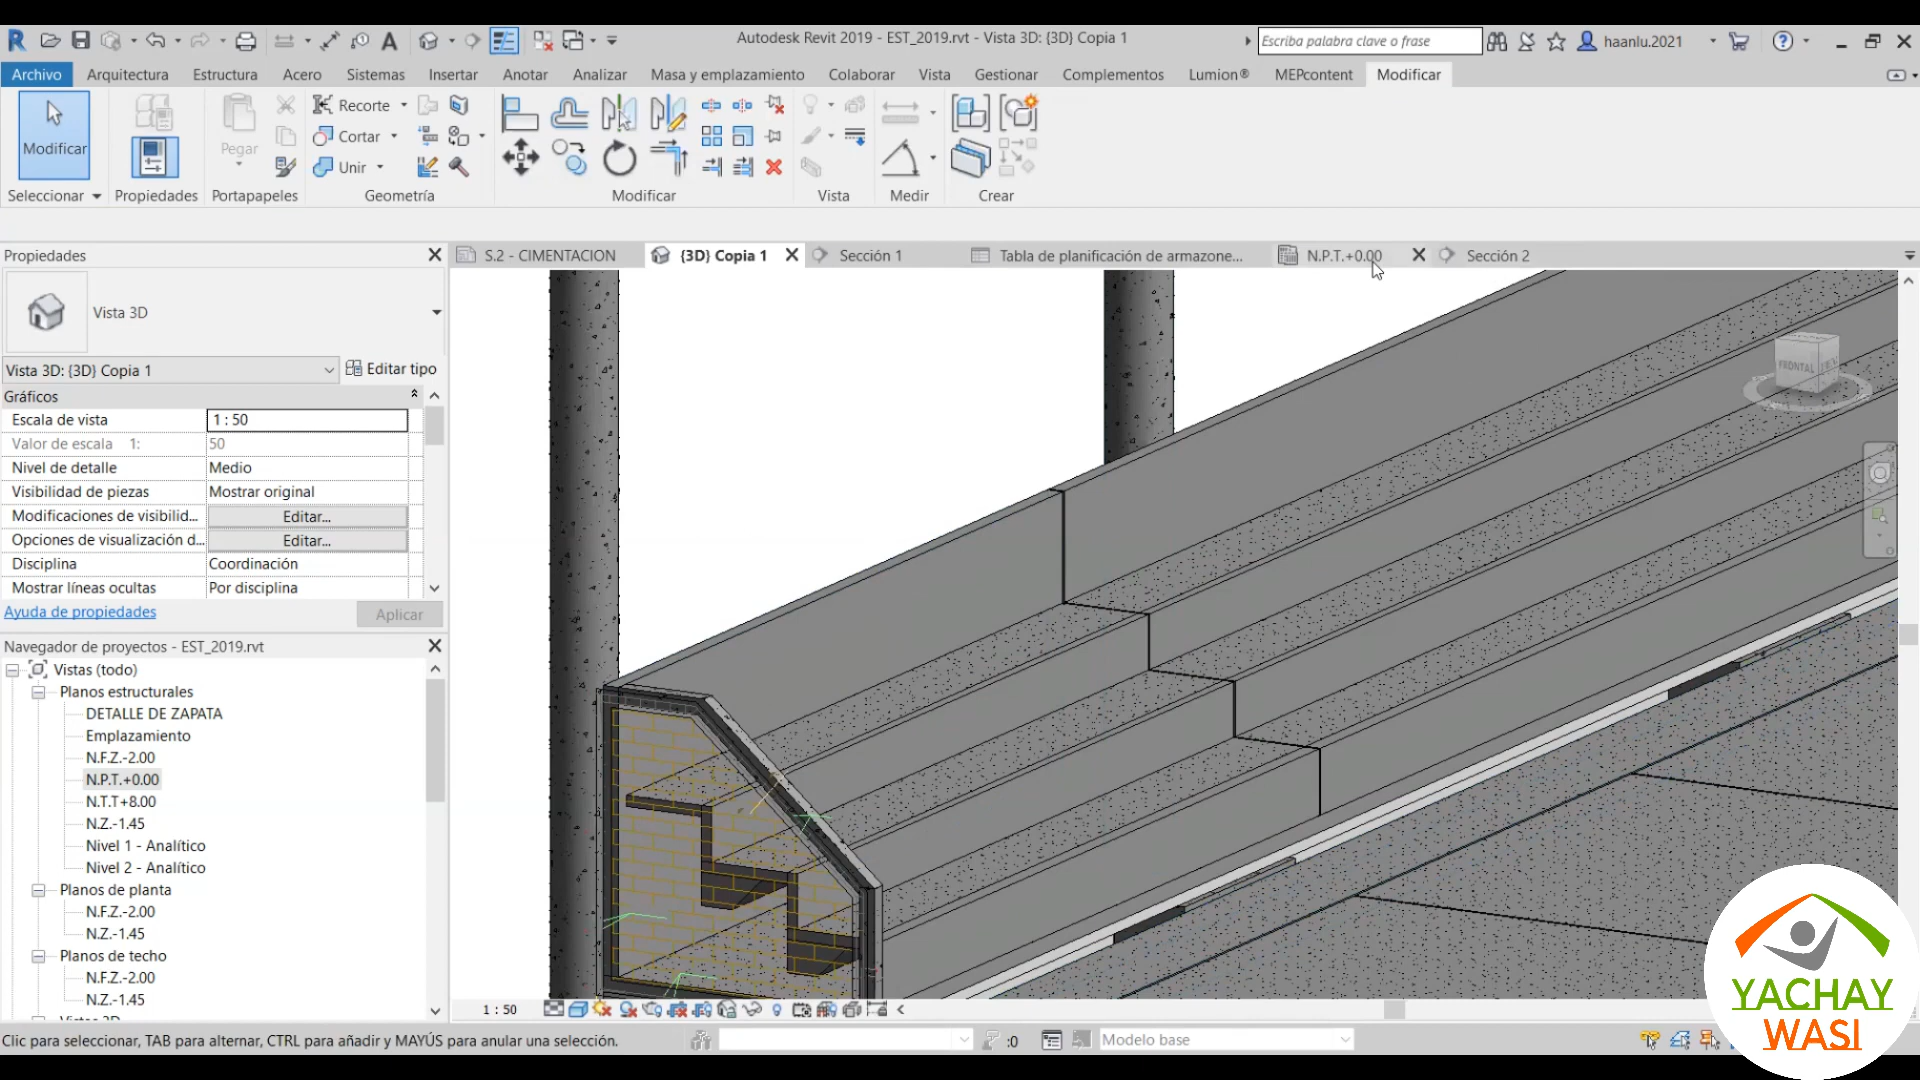 Autodesk Revit 2019 - EST_2019.rvt - Vista 3D: {3D} Copia 1
Escriba palabra clave o frase
haanlu.2021
Archivo Arquitectura Estructura Acero Sistemas Insertar Anotar Analizar Masa y emplazamiento Colaborar Vista Gestionar Complementos Lumion® MEPcontent Modificar
Modificar
Pegar
Recorte
Cortar
Unir
Seleccionar Propiedades Portapapeles Geometría Modificar Vista Medir Crear
Propiedades
S.2 - CIMENTACION {3D} Copia 1 Sección 1 Tabla de planificación de armazone... N.P.T.+0.00 Sección 2
Vista 3D
Vista 3D: {3D} Copia 1 Editar tipo
Gráficos
Escala de vista 1 : 50
Valor de escala 1: 50
Nivel de detalle Medio
Visibilidad de piezas Mostrar original
Modificaciones de visibilid... Editar...
Opciones de visualización d... Editar...
Disciplina Coordinación
Mostrar líneas ocultas Por disciplina
Ayuda de propiedades Aplicar
Navegador de proyectos - EST_2019.rvt
Vistas (todo)
Planos estructurales
DETALLE DE ZAPATA
Emplazamiento
N.F.Z.-2.00
N.P.T.+0.00
N.T.T+8.00
N.Z.-1.45
Nivel 1 - Analítico
Nivel 2 - Analítico
Planos de planta
N.F.Z.-2.00
N.Z.-1.45
Planos de techo
N.F.Z.-2.00
N.Z.-1.45
FRONTAL
1 : 50
Clic para seleccionar, TAB para alternar, CTRL para añadir y MAYÚS para anular una selección.
:0
Modelo base
YACHAY
WASI